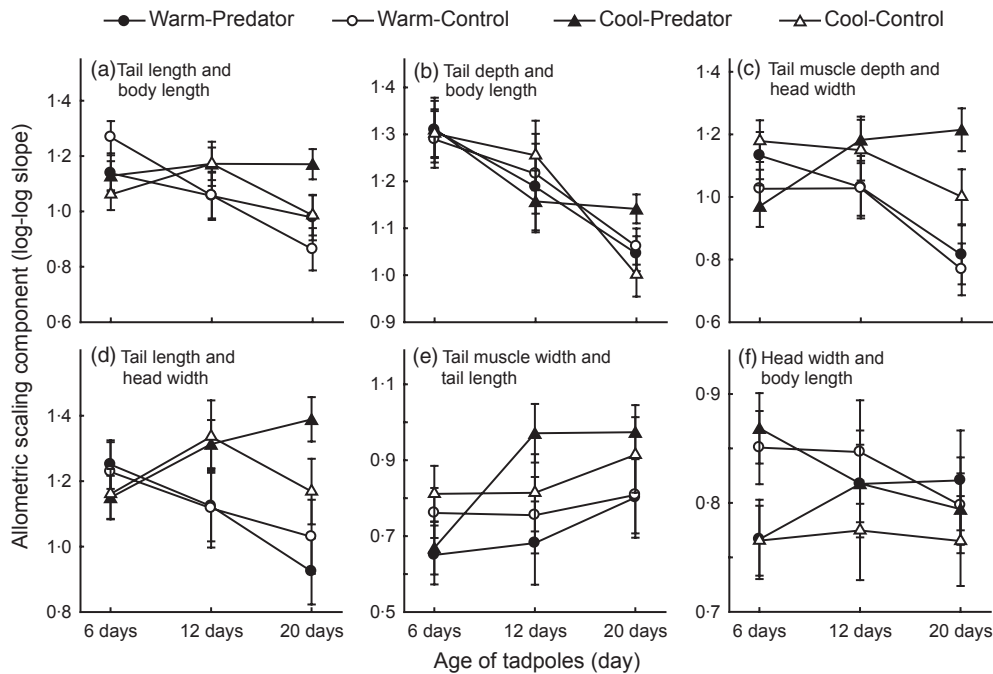 Warm-Predator Warm-Control Cool-Predator Cool-Control
(a) Tail length and
body length
(b) Tail depth and
body length
(c) Tail muscle depth and
head width
1·4
1·2
1·0
0·8
0·6
1·4
1·3
1·2
1·1
1·0
0·9
1·4
1·2
1·0
0·8
0·6
Allometric scaling component (log-log slope)
(d) Tail length and
head width
(e) Tail muscle width and
tail length
(f) Head width and
body length
1·6
1·4
1·2
1·0
0·8
1·1
0·9
0·7
0·5
0·9
0·8
0·7
6 days 12 days 20 days 6 days 12 days 20 days 6 days 12 days 20 days
Age of tadpoles (day)